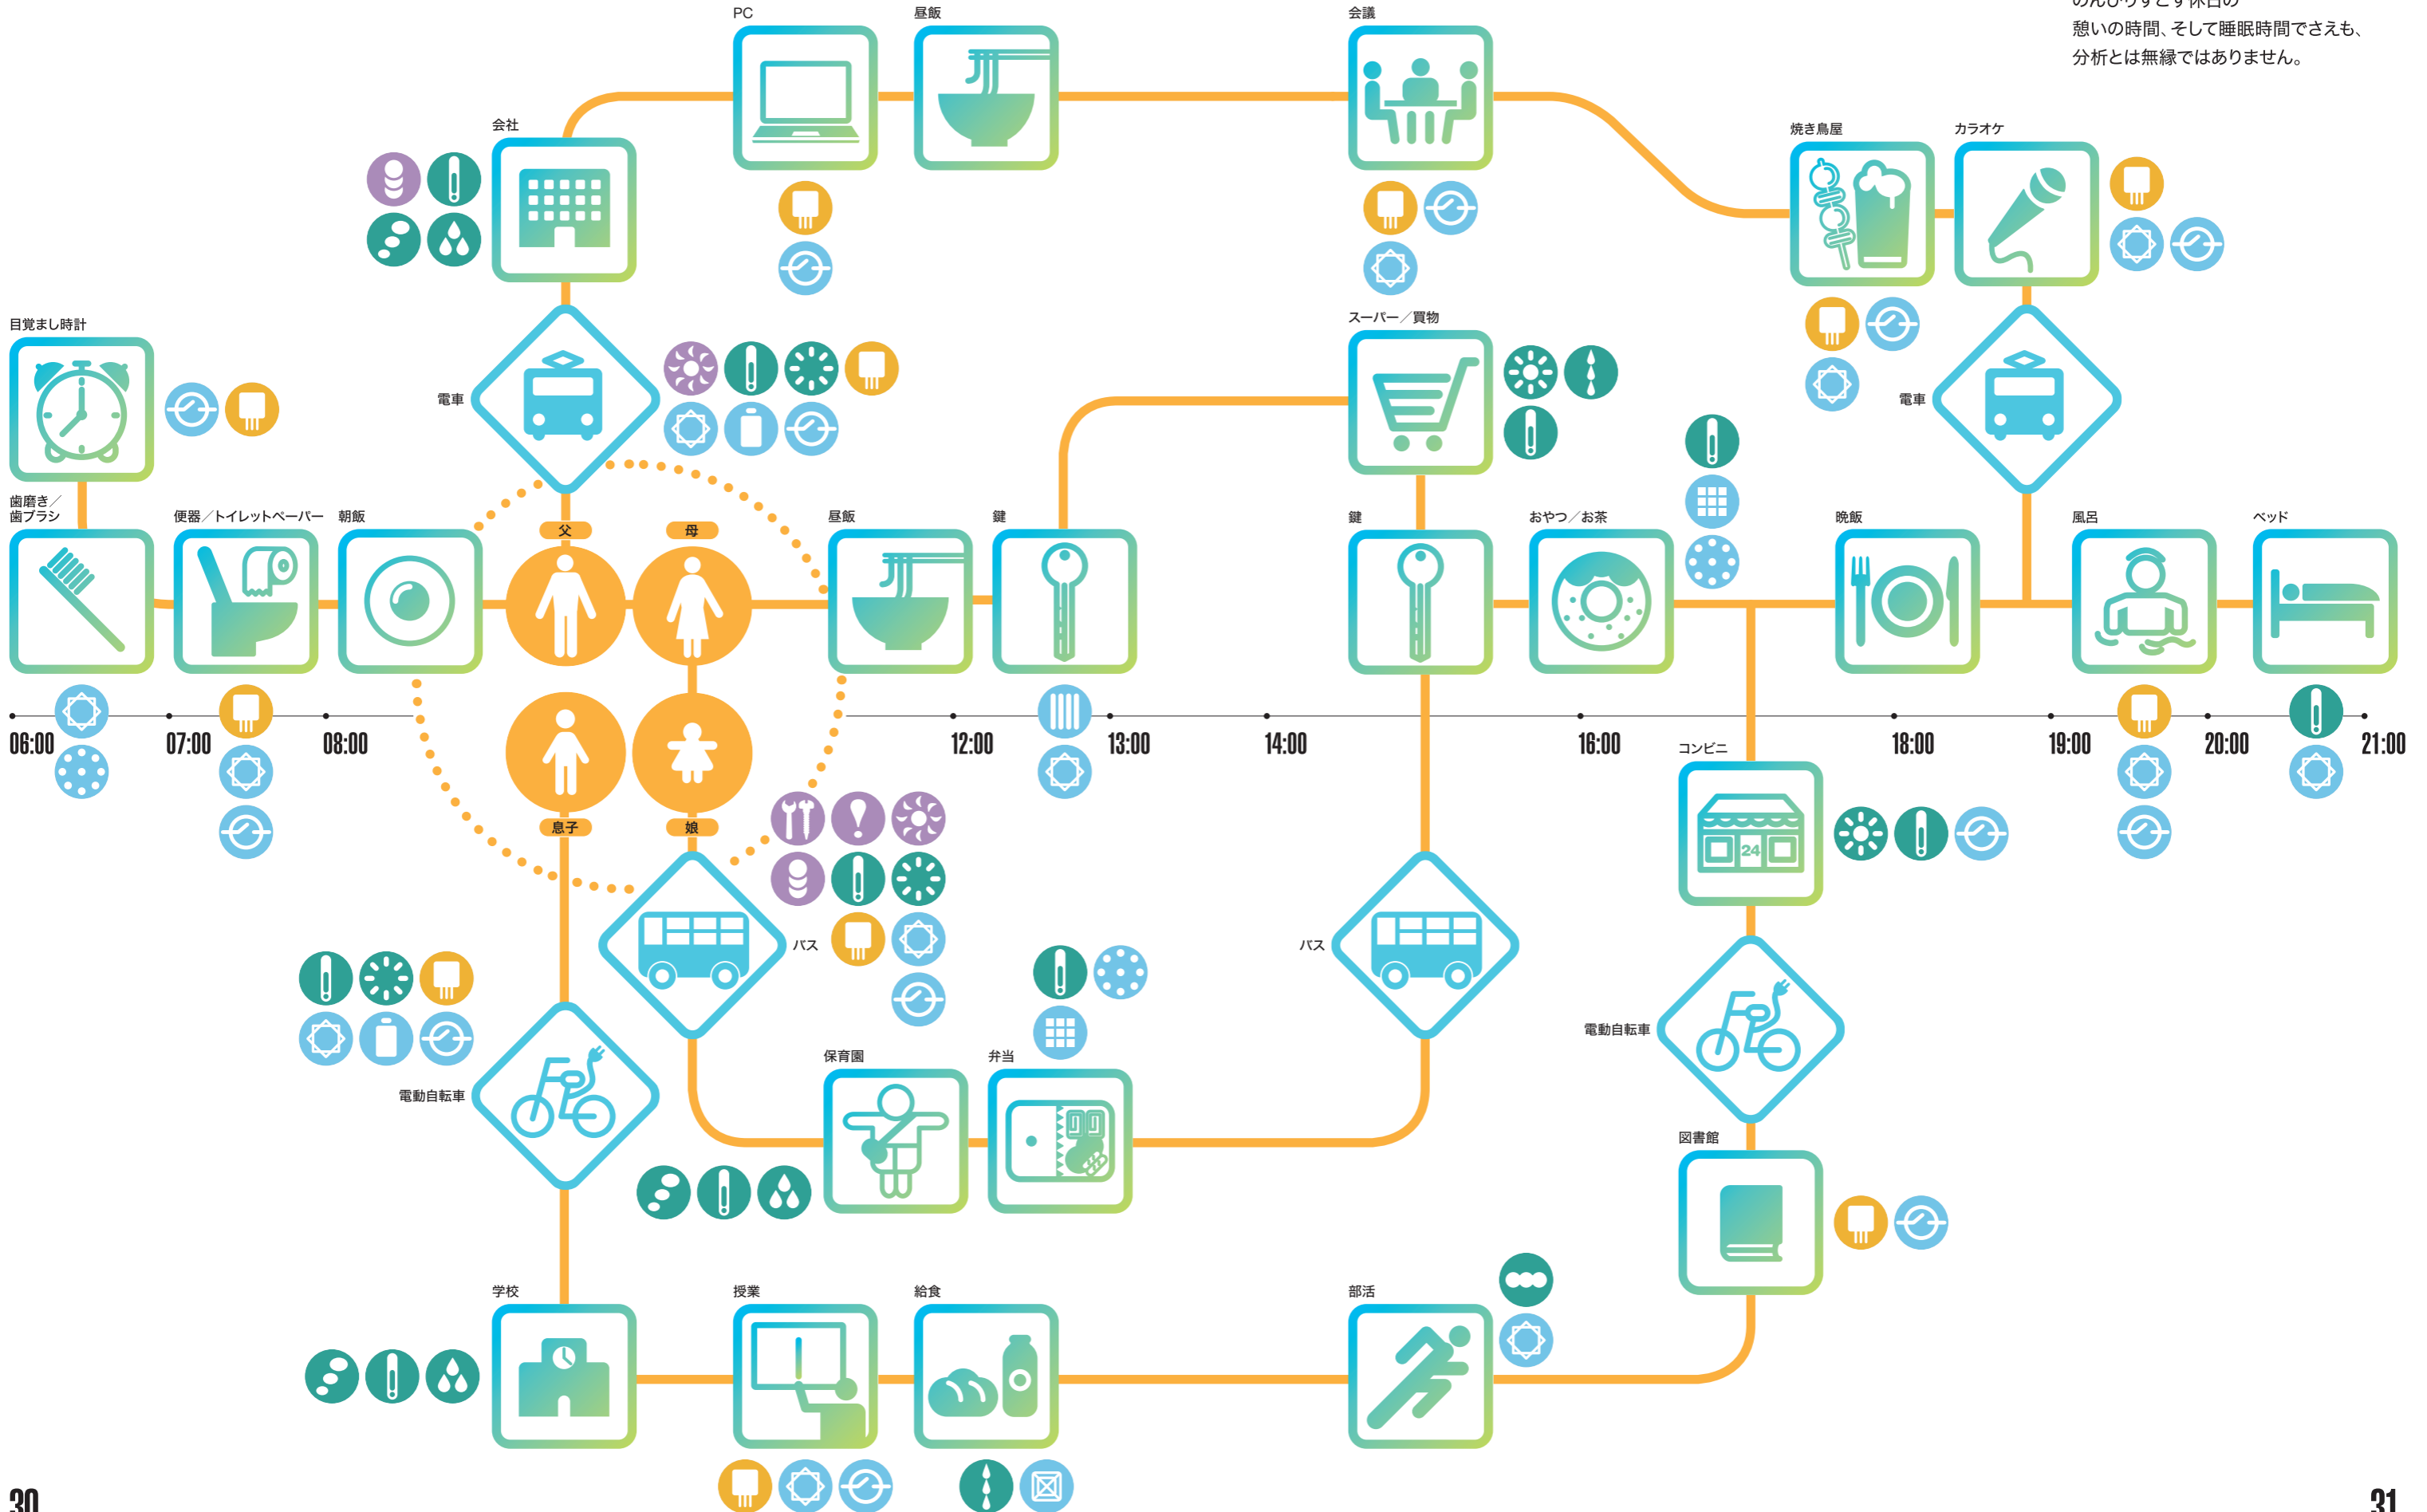 PC
昼飯
会議
のんびりすごす休日の
憩いの時間、そして睡眠時間でさえも、
分析とは無縁ではありません。
会社
焼き鳥屋
カラオケ
目覚まし時計
スーパー／買物
電車
電車
歯磨き／
歯ブラシ
便器／トイレットペーパー
朝飯
父
母
昼飯
鍵
鍵
おやつ／お茶
晩飯
風呂
ベッド
06:00
07:00
08:00
12:00
13:00
14:00
16:00
18:00
19:00
20:00
21:00
コンビニ
息子
娘
24
バス
バス
電動自転車
保育園
弁当
電動自転車
図書館
学校
授業
給食
部活
30
31